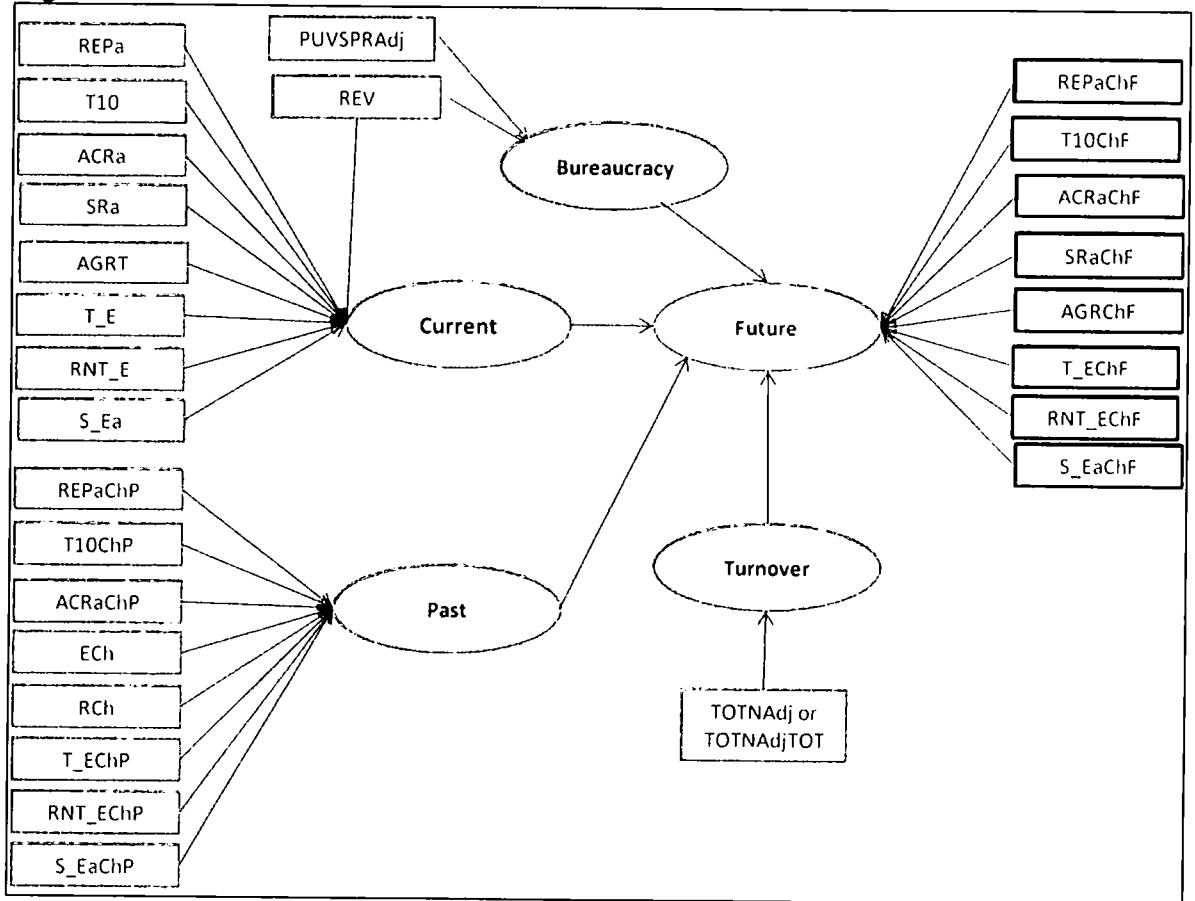 REPa
T10
ACRa
SRa
AGRT
T_E
RNT_E
S_Ea
REPaChP
T10ChP
ACRaChP
ECh
RCh
T_EChP
RNT_EChP
S_EaChP
PUVSPRAdj
REV
Bureaucracy
Current
Future
Past
Turnover
TOTNAdj or
TOTNAdjTOT
REPaChF
T10ChF
ACRaChF
SRaChF
AGRChF
T_EChF
RNT_EChF
S_EaChF